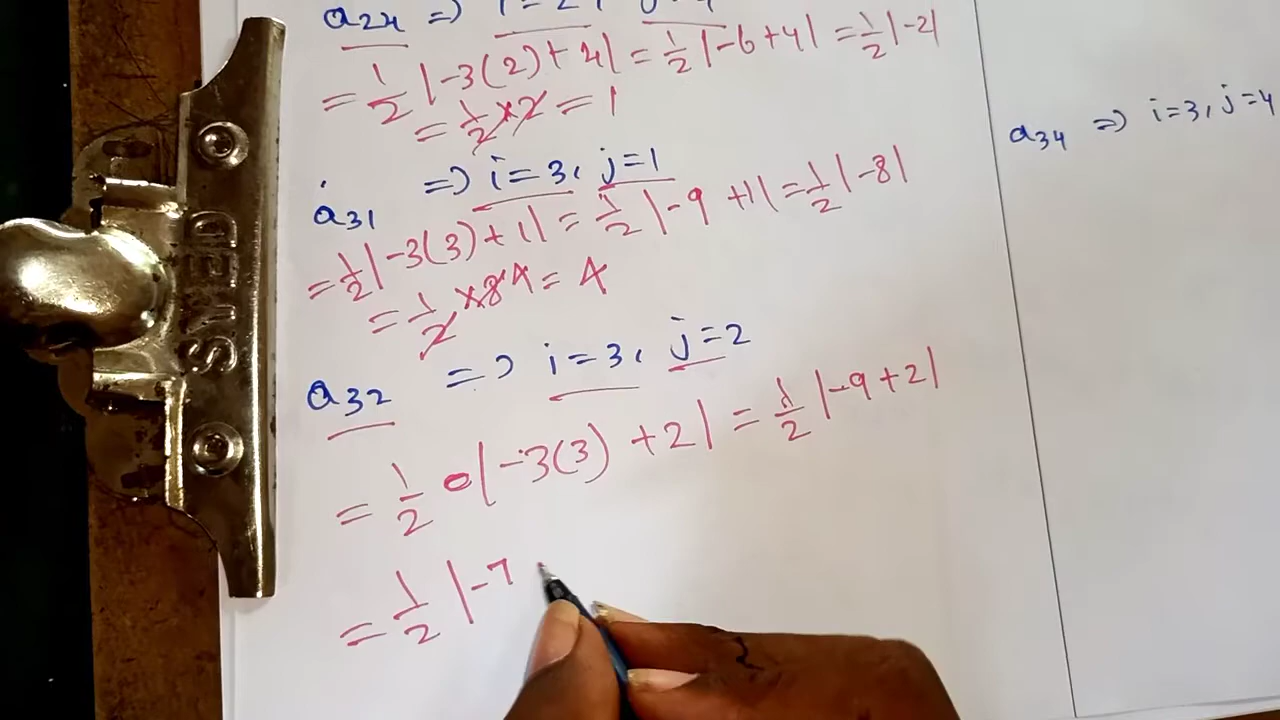 a₂₄ => i=2, j=4
= 1/2 |-3(2)+4| = 1/2 |-6+4| = 1/2 |-2|
= 1/2 × 2 = 1
a₃₁ => i=3, j=1
= 1/2 |-3(3)+1| = 1/2 |-9+1| = 1/2 |-8|
= 1/2 × 8 4 = 4
a₃₂ => i=3, j=2
= 1/2 |-3(3)+2| = 1/2 |-9+2|
= 1/2 |-7
a₃₄ => i=3, j=4